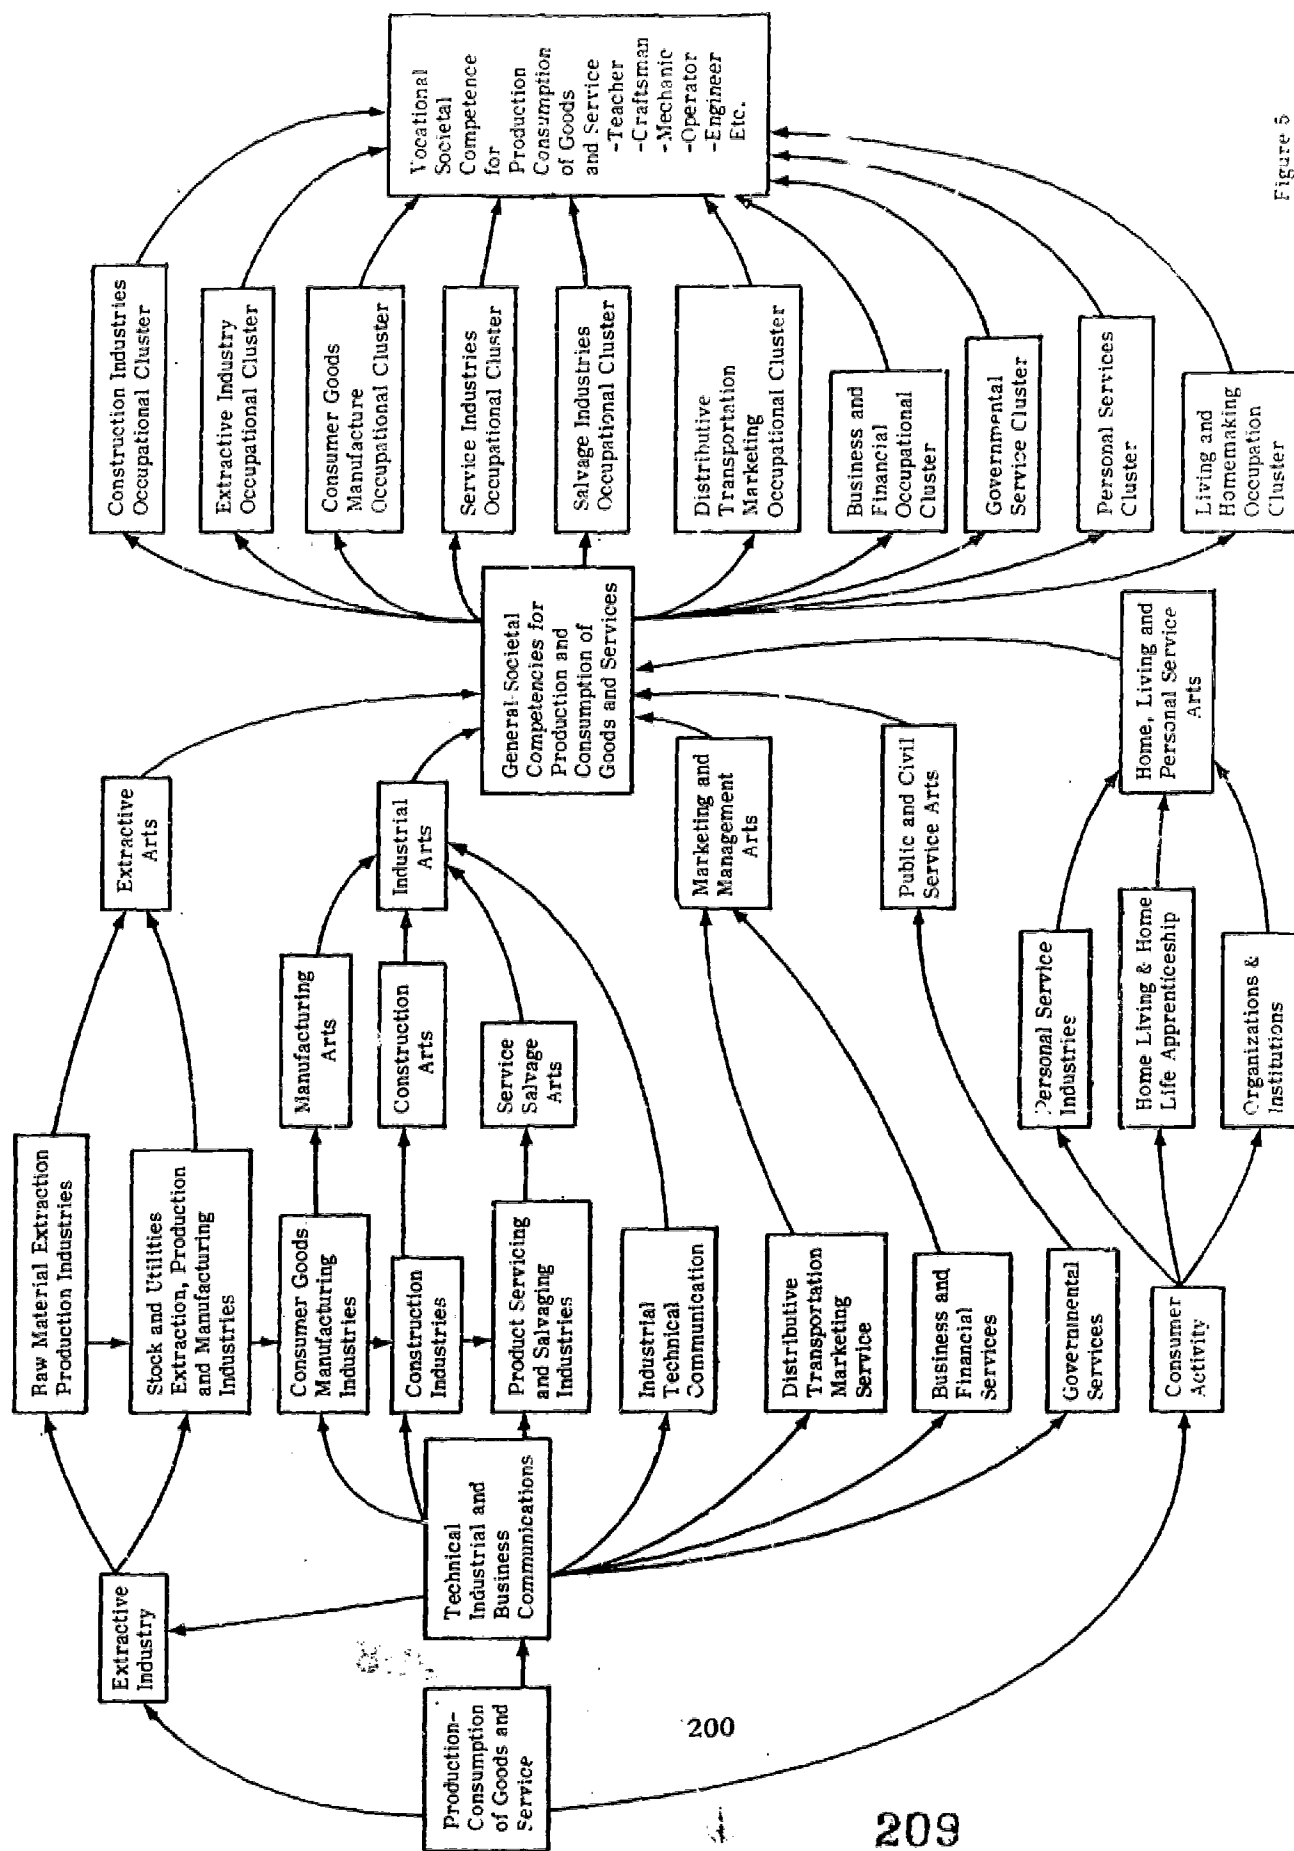 Production-
Consumption
of Goods and
Service
Extractive
Industry
Technical
Industrial and
Business
Communications
Raw Material Extraction
Production Industries
Stock and Utilities
Extraction, Production
and Manufacturing
Industries
Consumer Goods
Manufacturing
Industries
Construction
Industries
Product Servicing
and Salvaging
Industries
Industrial
Technical
Communication
Distributive
Transportation
Marketing
Service
Business and
Financial
Services
Governmental
Services
Consumer
Activity
Manufacturing
Arts
Construction
Arts
Service
Salvage
Arts
Personal Service
Industries
Home Living & Home
Life Apprenticeship
Organizations &
Institutions
Extractive
Arts
Industrial
Arts
Marketing and
Management
Arts
Public and Civil
Service Arts
Home, Living and
Personal Service
Arts
General Societal
Competencies for
Production and
Consumption of
Goods and Services
Construction Industries
Occupational Cluster
Extractive Industry
Occupational Cluster
Consumer Goods
Manufacture
Occupational Cluster
Service Industries
Occupational Cluster
Salvage Industries
Occupational Cluster
Distributive
Transportation
Marketing
Occupational Cluster
Business and
Financial
Occupational
Cluster
Governmental
Service Cluster
Personal Services
Cluster
Living and
Homemaking
Occupation
Cluster
Vocational
Societal
Competence
for
Production
Consumption
of Goods
and Service
-Teacher
-Craftsman
-Mechanic
-Operator
-Engineer
Etc.
Figure 5
200
209